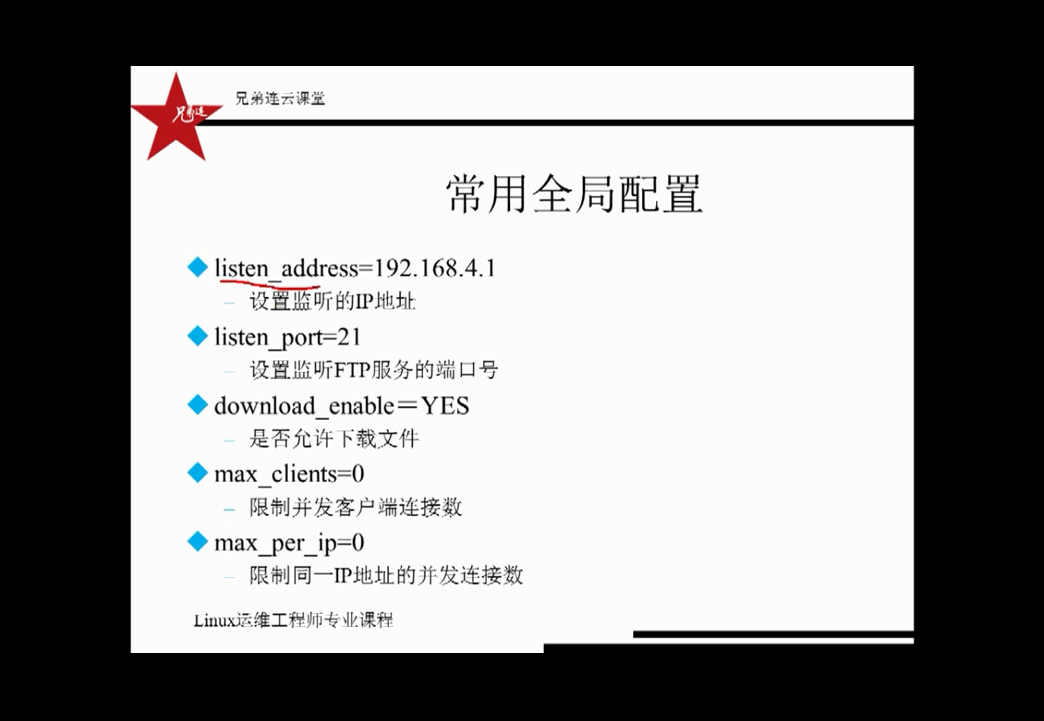 兄弟连
兄弟连云课堂
常用全局配置
listen_address=192.168.4.1
– 设置监听的IP地址
listen_port=21
– 设置监听FTP服务的端口号
download_enable＝YES
– 是否允许下载文件
max_clients=0
– 限制并发客户端连接数
max_per_ip=0
– 限制同一IP地址的并发连接数
Linux运维工程师专业课程